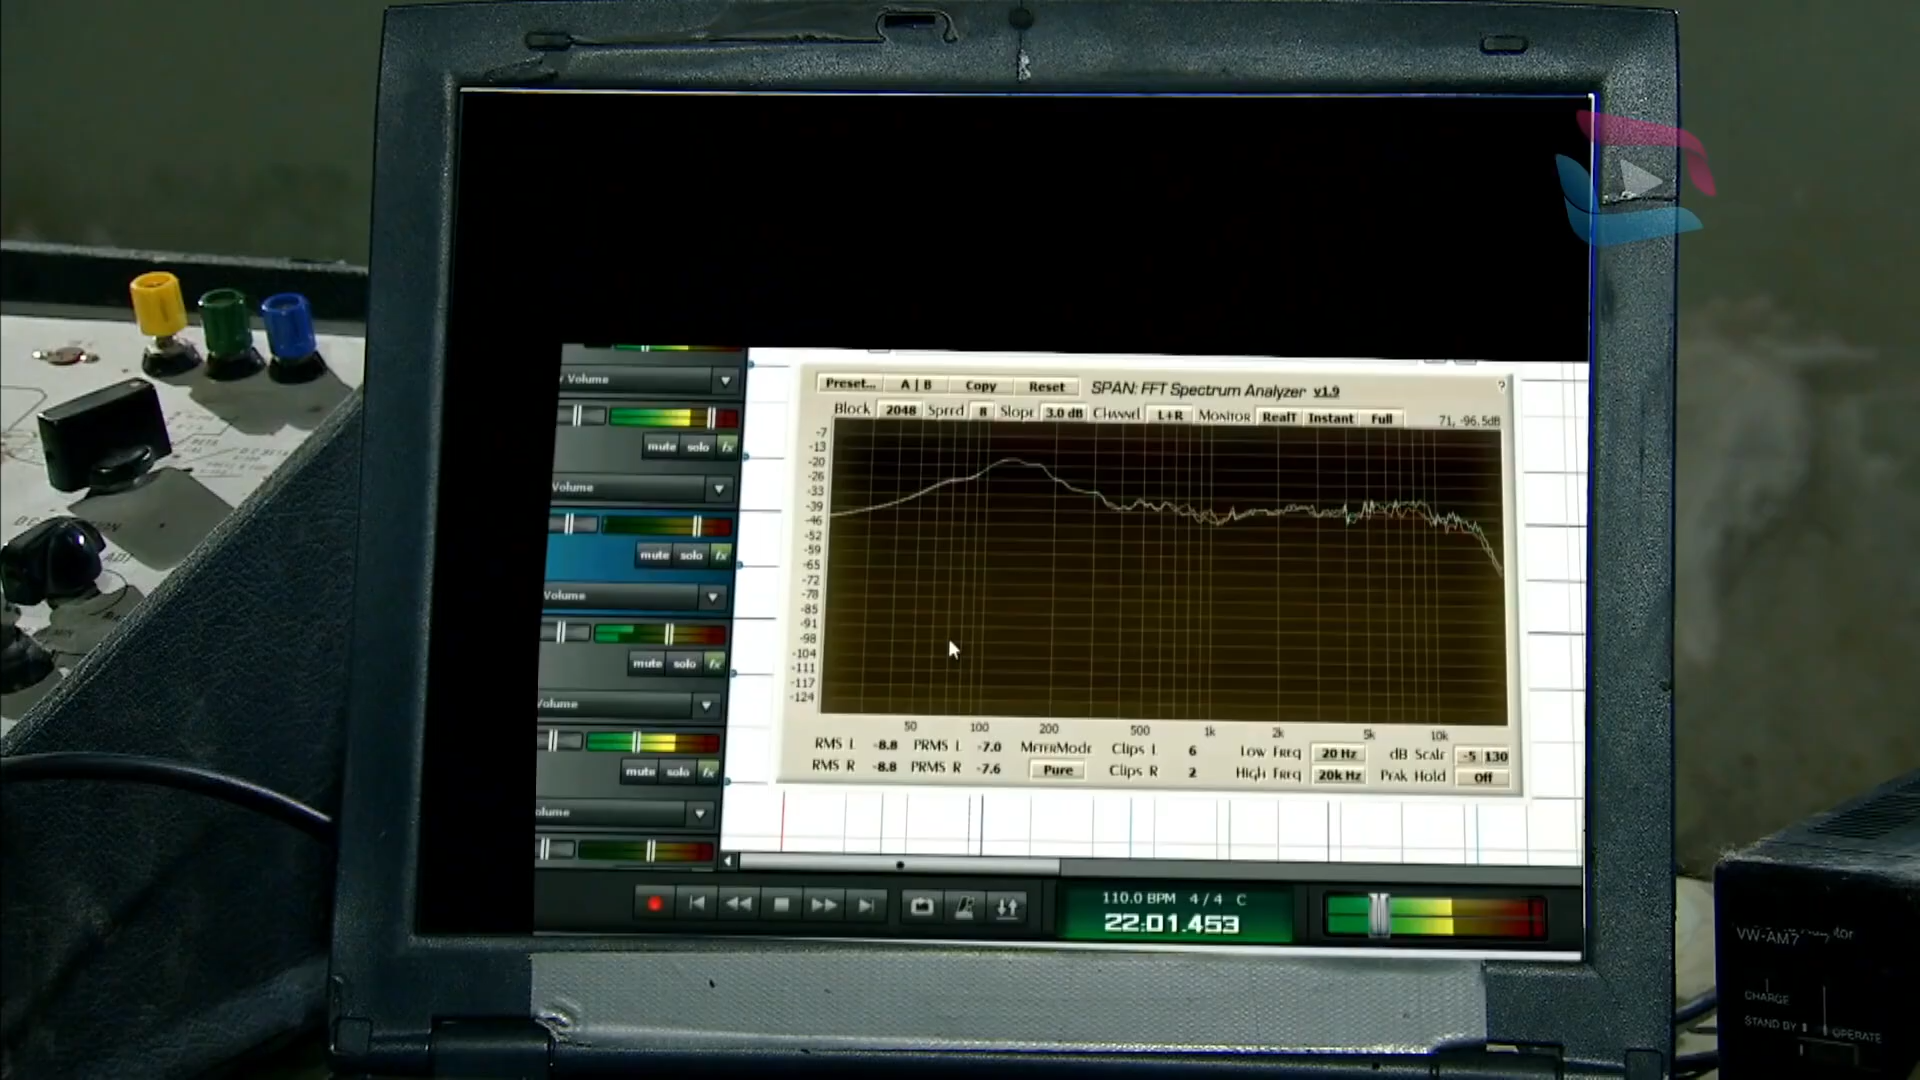 Volume
Preset... A | B Copy Reset SPAN: FFT Spectrum Analyzer v1.9 ?
Block 2048 Sprrd 8 Slope 3.0 dB Channel L+R Monitor RealT Instant Full 71, -96.5dB
mute solo fx
Volume
mute solo fx
Volume
mute solo fx
Volume
mute solo fx
olume
-7
-13
-20
-26
-33
-39
-46
-52
-59
-65
-72
-78
-85
-91
-98
-104
-111
-117
-124
50 100 200 500 1k 2k 5k 10k
RMS L -8.8 PRMS L -7.0 MeterMode Clips L 6 Low Freq 20 Hz dB Scale -5 130
RMS R -8.8 PRMS R -7.6 Pure Clips R 2 High Freq 20k Hz Peak Hold Off
110.0 BPM 4 / 4 C
22:01.453
VW-AM7
CHARGE
STAND BY OPERATE